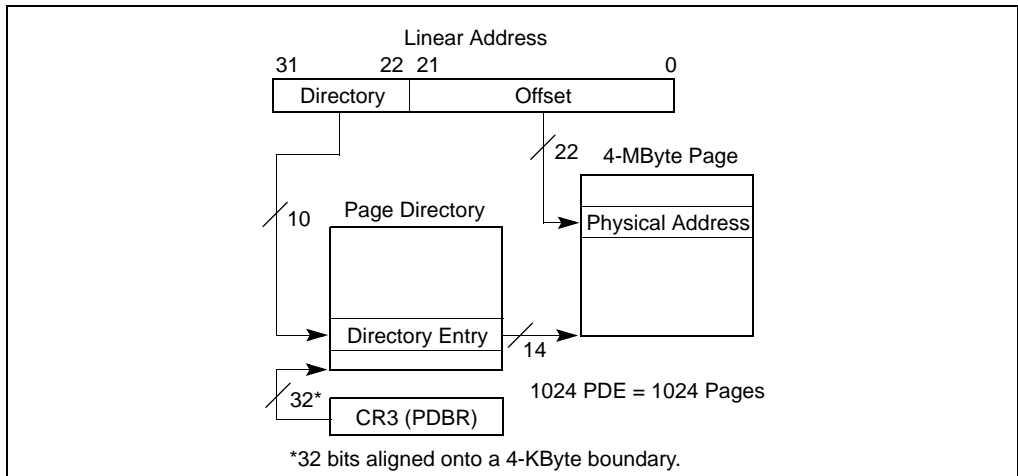 Linear Address
31 22 21 0
Directory Offset
22
4-MByte Page
Physical Address
10
Page Directory
Directory Entry
14
32*
CR3 (PDBR)
1024 PDE = 1024 Pages
*32 bits aligned onto a 4-KByte boundary.